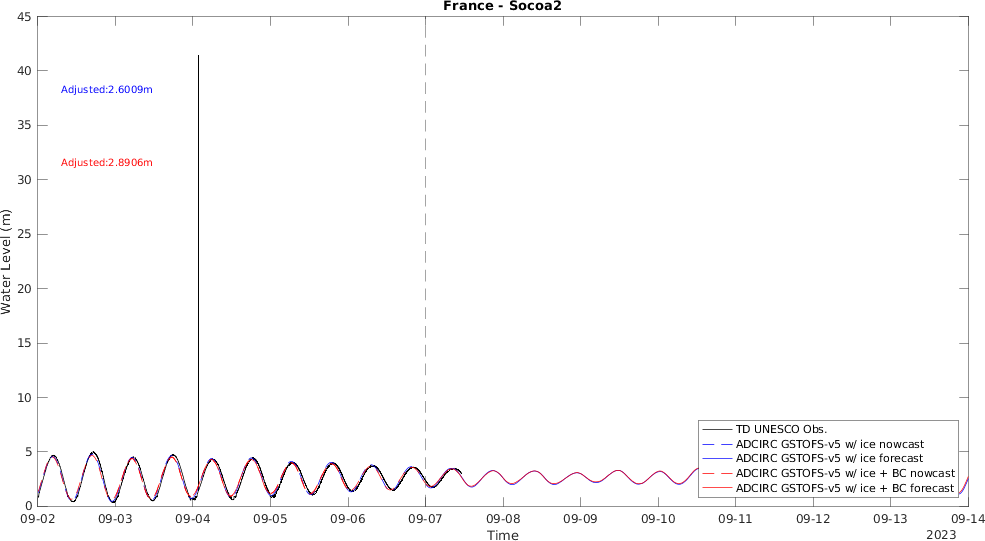 France - Socoa2
45
40
35
30
25
20
15
10
5
0
Water Level (m)
Adjusted:2.6009m
Adjusted:2.8906m
TD UNESCO Obs.
ADCIRC GSTOFS-v5 w/ ice nowcast
ADCIRC GSTOFS-v5 w/ ice forecast
ADCIRC GSTOFS-v5 w/ ice + BC nowcast
ADCIRC GSTOFS-v5 w/ ice + BC forecast
09-02 09-03 09-04 09-05 09-06 09-07 09-08 09-09 09-10 09-11 09-12 09-13 09-14
Time
2023